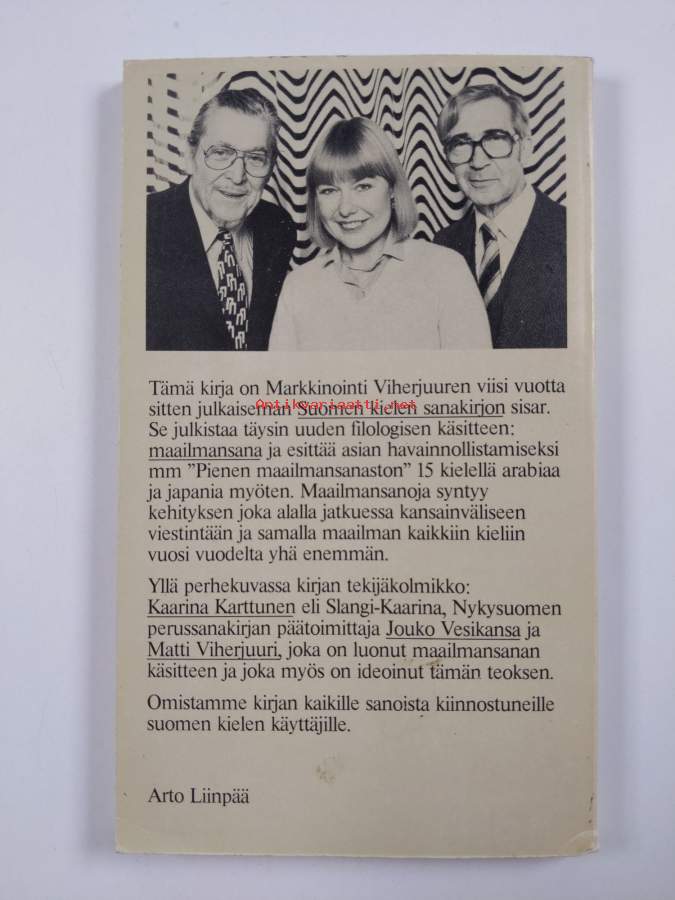 Tämä kirja on Markkinointi Viherjuuren viisi vuotta
sitten julkaiseman Suomen kielen sanakirjon sisar.
Antikvariaatti.net
Se julkistaa täysin uuden filologisen käsitteen:
maailmansana ja esittää asian havainnollistamiseksi
mm ”Pienen maailmansanaston” 15 kielellä arabiaa
ja japania myöten. Maailmansanoja syntyy
kehityksen joka alalla jatkuessa kansainväliseen
viestintään ja samalla maailman kaikkiin kieliin
vuosi vuodelta yhä enemmän.
Yllä perhekuvassa kirjan tekijäkolmikko:
Kaarina Karttunen eli Slangi-Kaarina, Nykysuomen
perussanakirjan päätoimittaja Jouko Vesikansa ja
Matti Viherjuuri, joka on luonut maailmansanan
käsitteen ja joka myös on ideoinut tämän teoksen.
Omistamme kirjan kaikille sanoista kiinnostuneille
suomen kielen käyttäjille.
Arto Liinpää